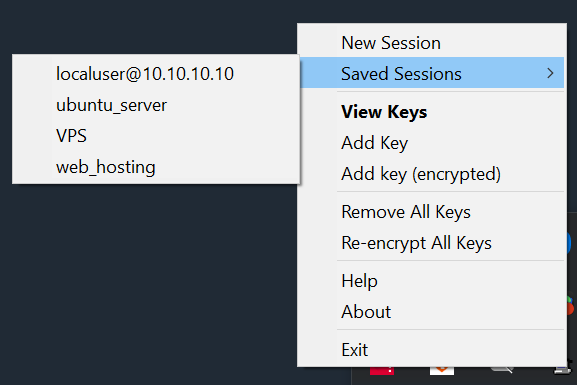 New Session
Saved Sessions
localuser@10.10.10.10
ubuntu_server
VPS
web_hosting
View Keys
Add Key
Add key (encrypted)
Remove All Keys
Re-encrypt All Keys
Help
About
Exit